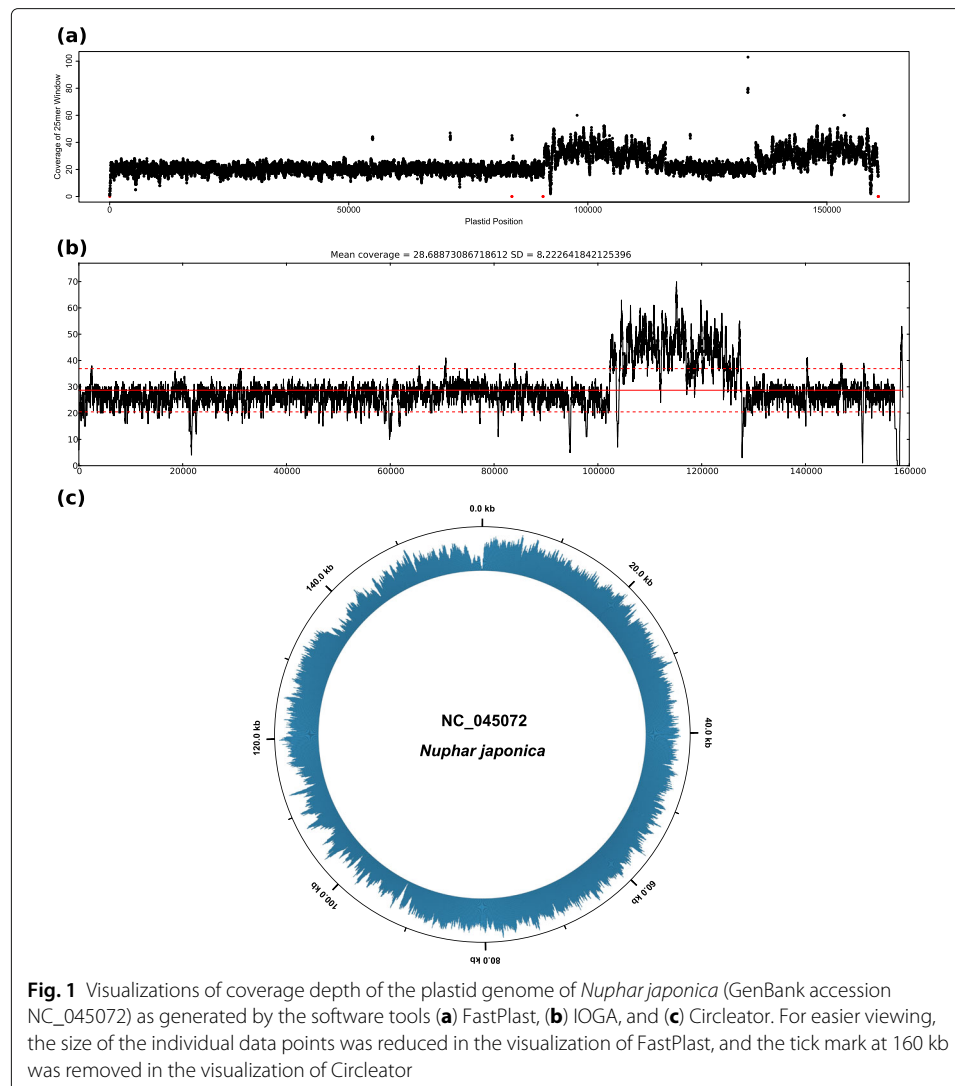 (a)
Coverage of 25mer Window
100
80
60
40
20
0
0
50000
100000
150000
Plastid Position
(b)
Mean coverage = 28.68873086718612 SD = 8.222641842125396
70
60
50
40
30
20
10
0
0
20000
40000
60000
80000
100000
120000
140000
160000
(c)
0.0 kb
20.0 kb
40.0 kb
60.0 kb
80.0 kb
100.0 kb
120.0 kb
140.0 kb
NC_045072
Nuphar japonica
Fig. 1 Visualizations of coverage depth of the plastid genome of Nuphar japonica (GenBank accession
NC_045072) as generated by the software tools (a) FastPlast, (b) IOGA, and (c) Circleator. For easier viewing,
the size of the individual data points was reduced in the visualization of FastPlast, and the tick mark at 160 kb
was removed in the visualization of Circleator